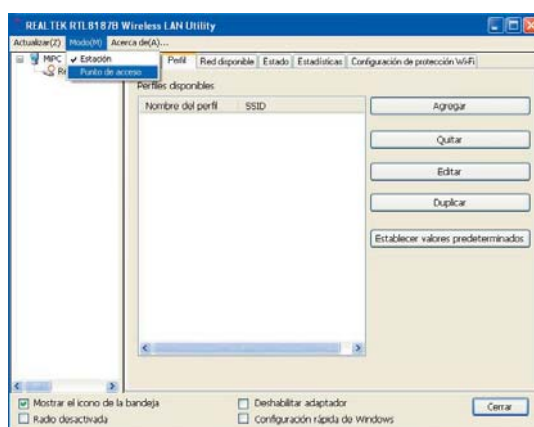 REALTEK RTL8187B Wireless LAN Utility
Actualizar(Z) Modo(M) Acerca de(A)...
MiPC
Estación
Punto de acceso
Perfil Red disponible Estado Estadísticas Configuración de protección Wi-Fi
Perfiles disponibles
Nombre del perfil SSID
Agregar
Quitar
Editar
Duplicar
Establecer valores predeterminados
Mostrar el icono de la bandeja Deshabilitar adaptador
Radio desactivada Configuración rápida de Windows
Cerrar